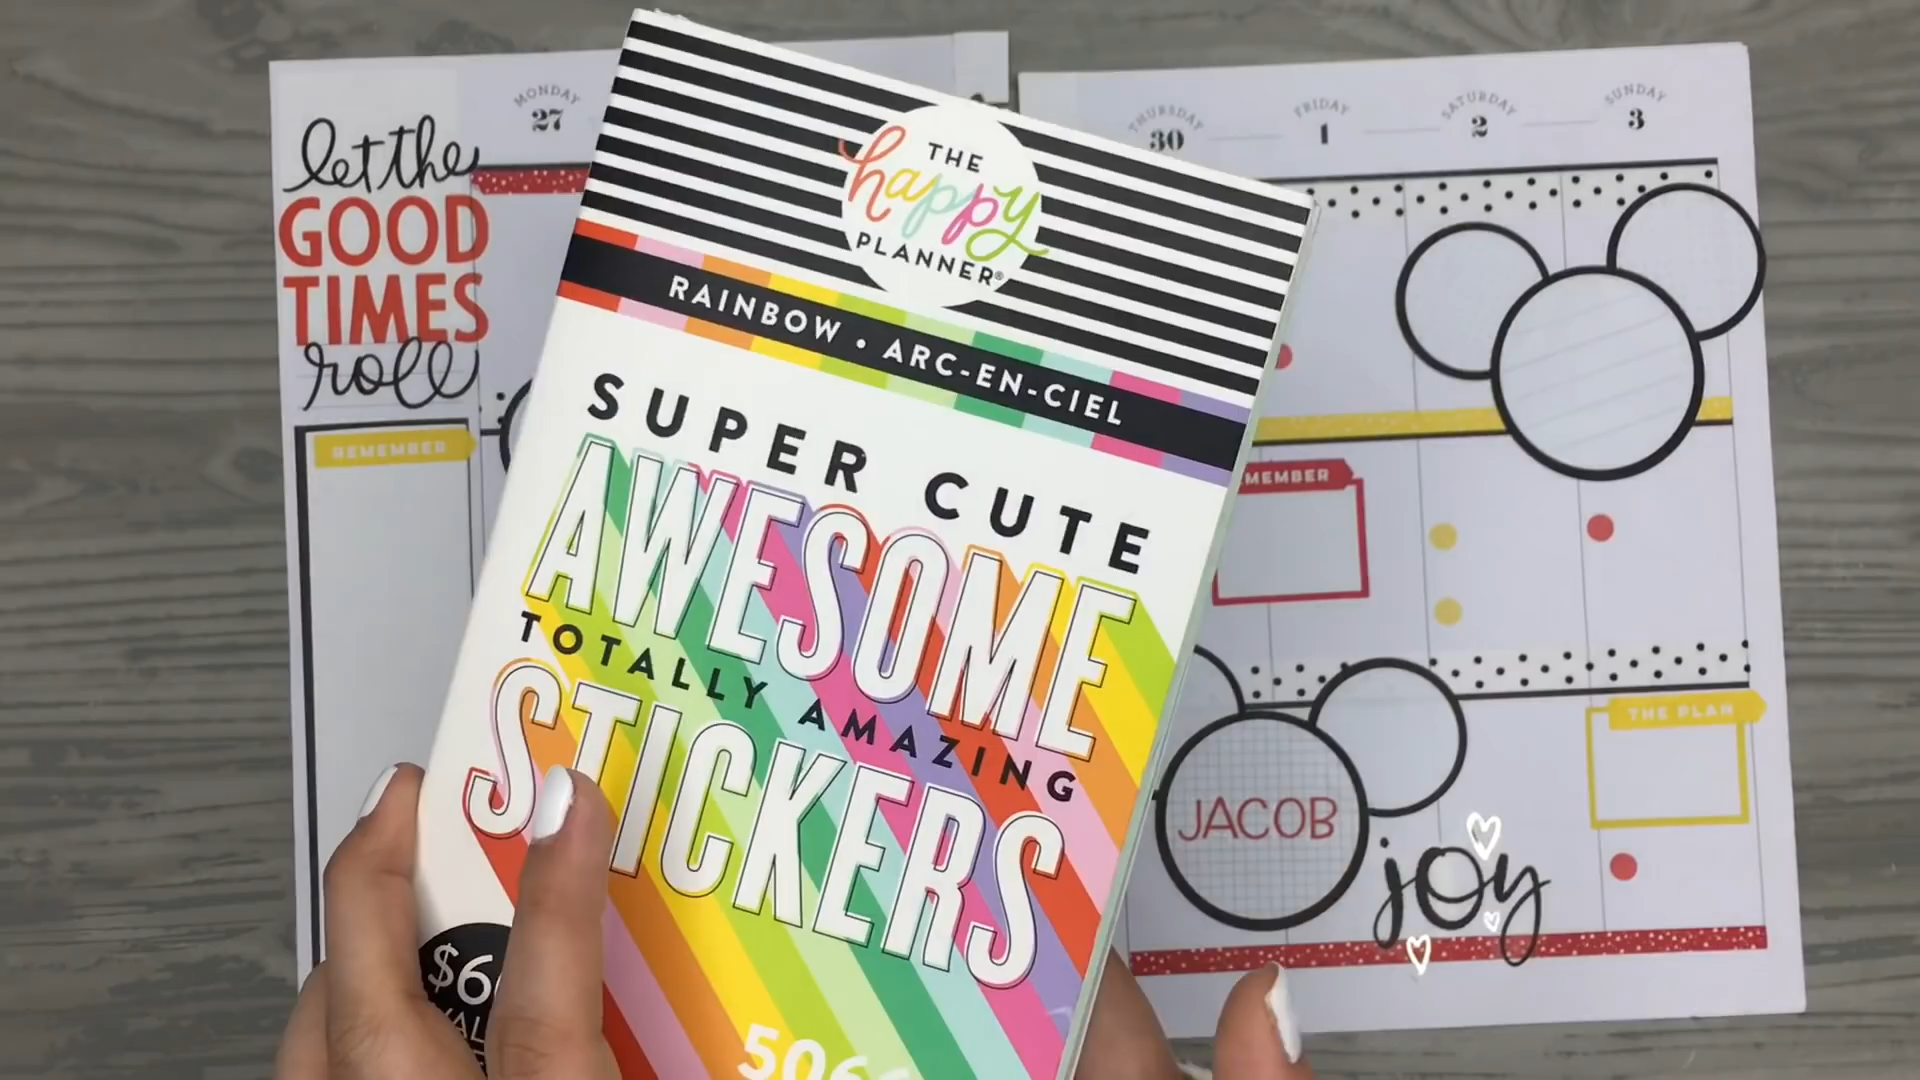 let the
GOOD
TIMES
roll
REMEMBER
MONDAY
27
THE
happy
PLANNER®
RAINBOW • ARC-EN-CIEL
SUPER CUTE
AWESOME
TOTALLY AMAZING
STICKERS
THURSDAY
30
FRIDAY
1
SATURDAY
2
SUNDAY
3
THE PLAN
JACOB
joy